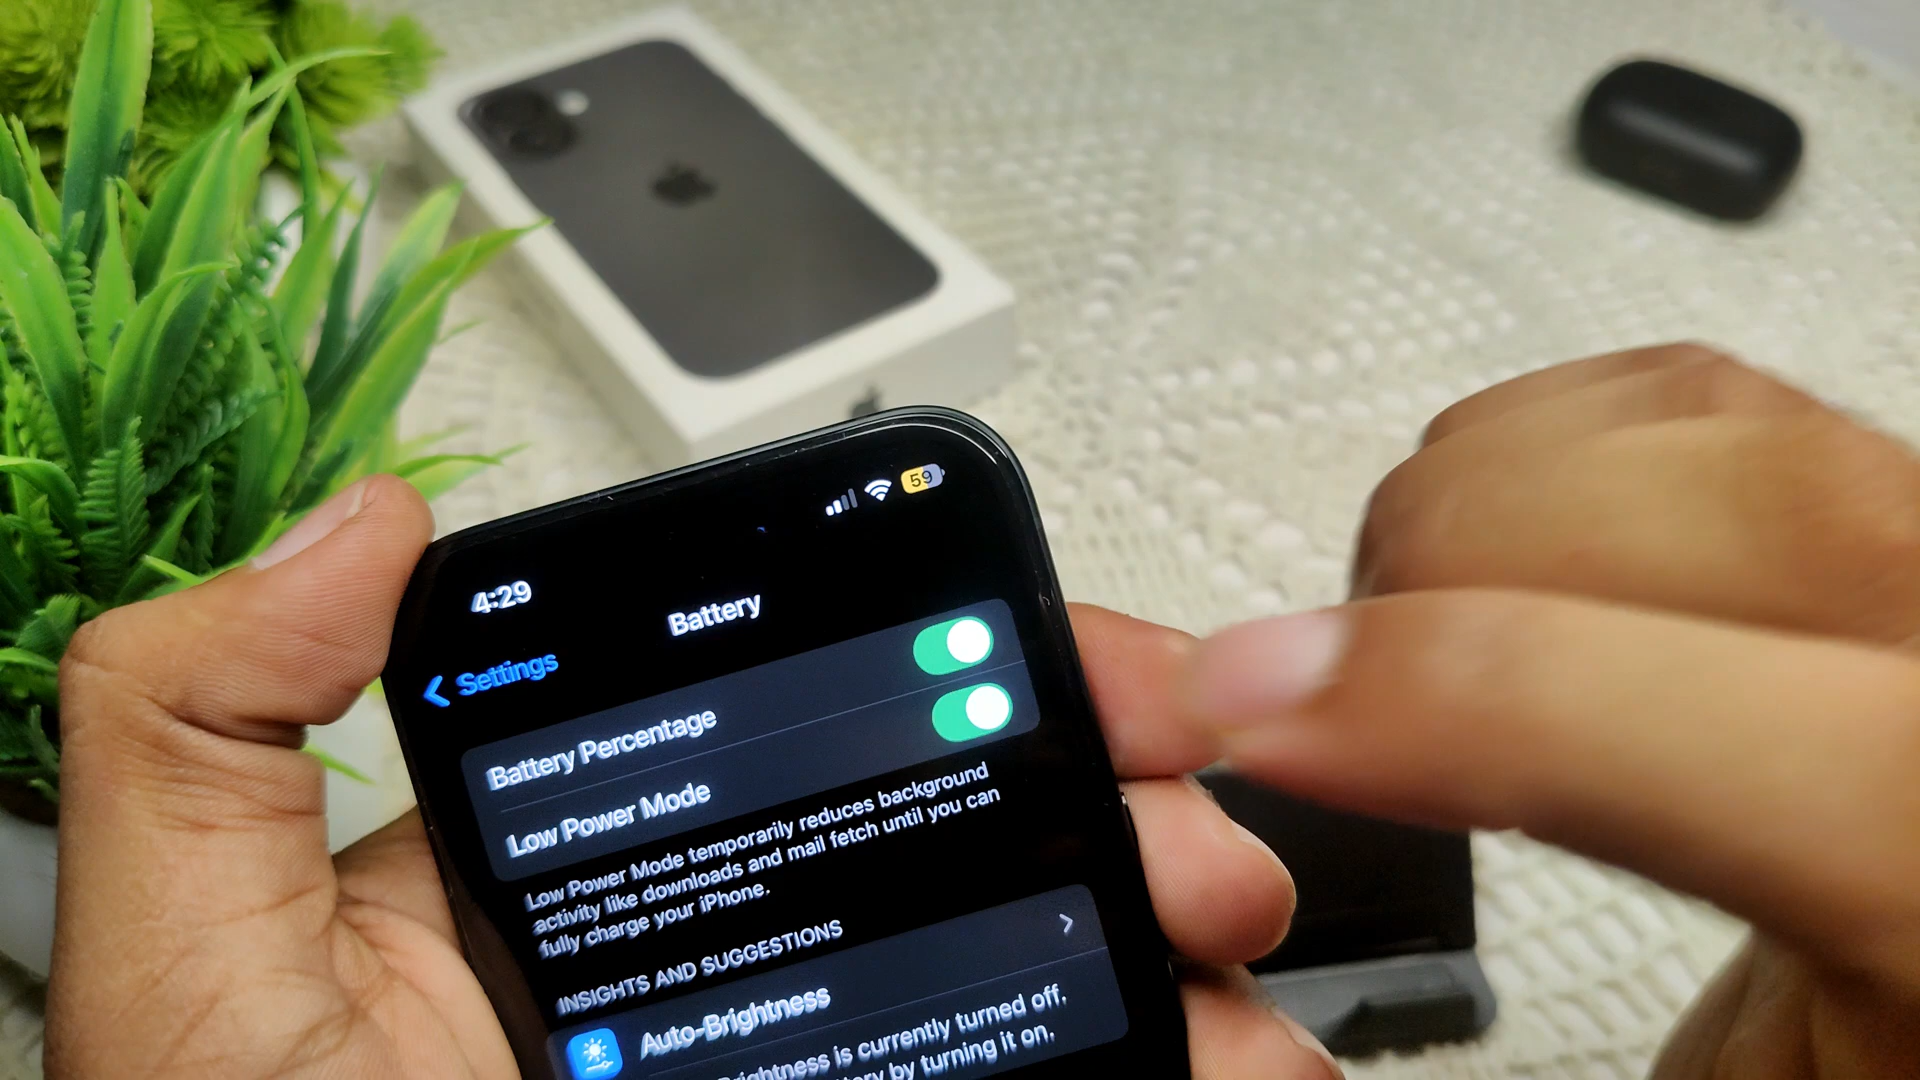 59
4:29
Battery
Settings
Battery Percentage
Low Power Mode
Low Power Mode temporarily reduces background
activity like downloads and mail fetch until you can
fully charge your iPhone.
INSIGHTS AND SUGGESTIONS
Auto-Brightness
Brightness is currently turned off.
by turning it on.